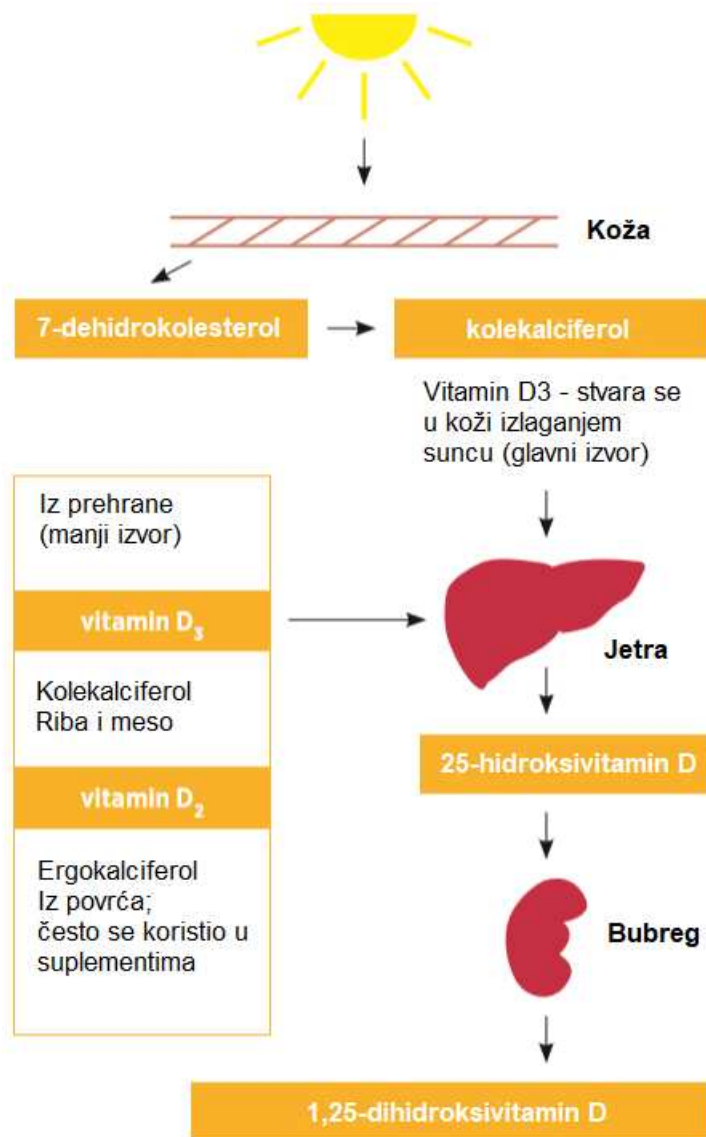 Koža
7-dehidrokolesterol
kolekalciferol
Vitamin D3 - stvara se
u koži izlaganjem
suncu (glavni izvor)
Iz prehrane
(manji izvor)
vitamin D₃
Kolekalciferol
Riba i meso
vitamin D₂
Ergokalciferol
Iz povrća;
često se koristio u
suplementima
Jetra
25-hidroksivitamin D
Bubreg
1,25-dihidroksivitamin D